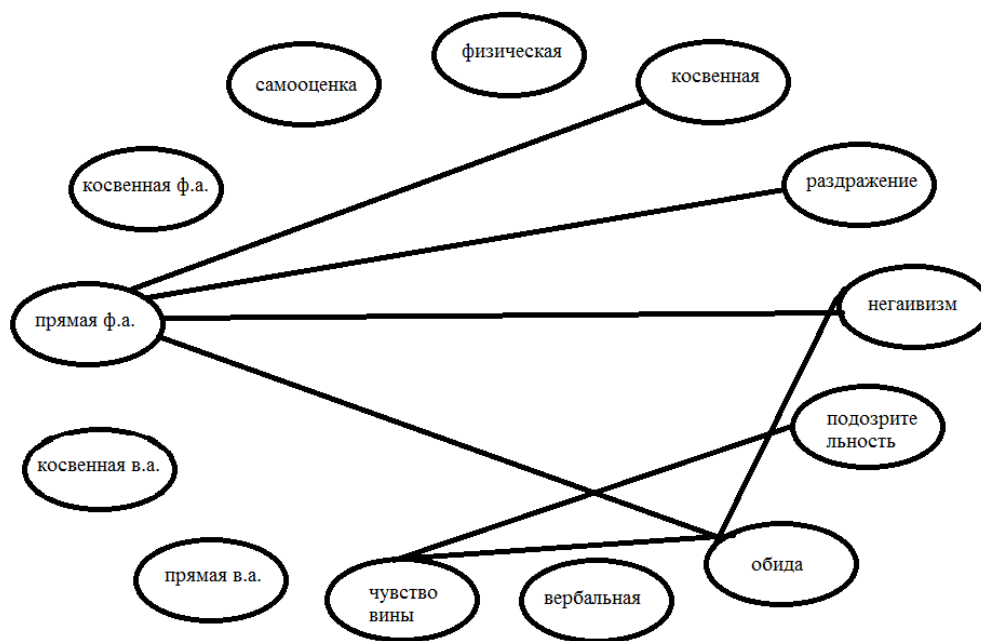 физическая
косвенная
самооценка
косвенная ф.а.
раздражение
прямая ф.а.
негаивизм
подозрите
льность
косвенная в.а.
обида
прямая в.а.
чувство
вины
вербальная